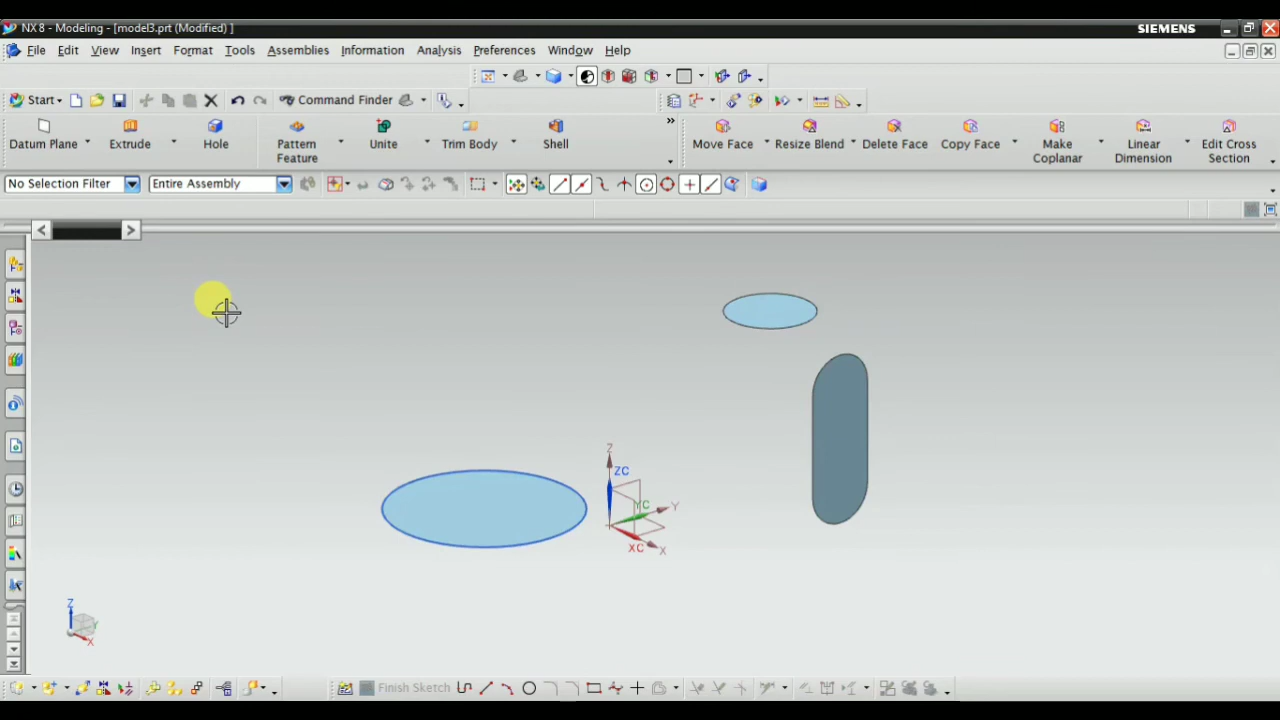 NX 8 - Modeling - [model3.prt (Modified) ]
SIEMENS
File Edit View Insert Format Tools Assemblies Information Analysis Preferences Window Help
Start
Command Finder
Datum Plane Extrude Hole Pattern Feature Unite Trim Body Shell
Move Face Resize Blend Delete Face Copy Face Make Coplanar Linear Dimension Edit Cross Section
No Selection Filter Entire Assembly
Z
ZC
YC
Y
XC
X
Z
Y
X
Finish Sketch